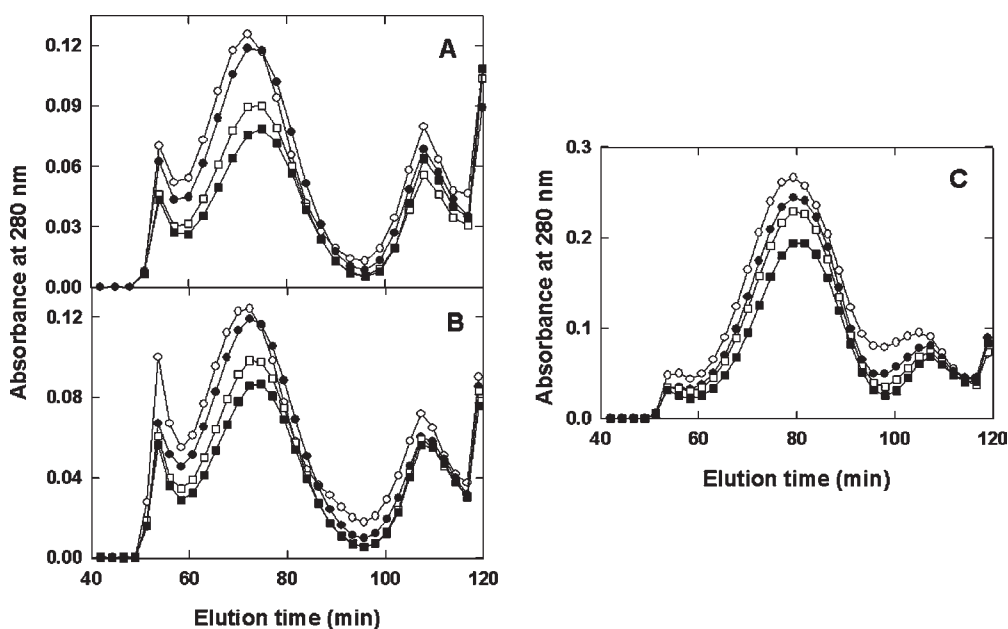 A
0.12
0.09
0.06
0.03
0.00
Absorbance at 280 nm
B
0.12
0.08
0.04
0.00
40 60 80 100 120
Elution time (min)
C
0.3
0.2
0.1
0.0
Absorbance at 280 nm
40 60 80 100 120
Elution time (min)